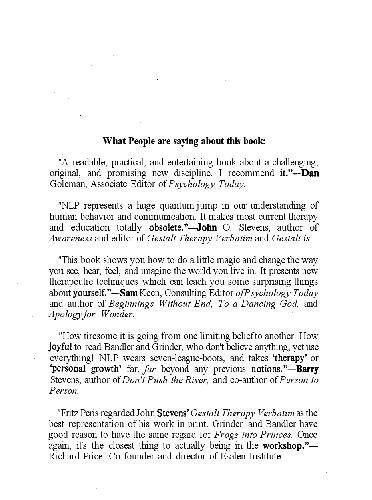 What People are saying about this book:
"A readable, practical, and entertaining book about a challenging,
original, and promising new discipline. I recommend it."—Dan
Goleman, Associate Editor of Psychology Today.
"NLP represents a huge quantum jump in our understanding of
human behavior and communication. It makes most current therapy
and education totally obsolete."—John O. Stevens, author of
Awareness and editor of Gestalt Therapy Verbatim and Gestalt is.
"This book shows you how to do a little magic and change the way
you see, hear, feel, and imagine the world you live in. It presents new
therapeutic techniques which can teach you some surprising things
about yourself."—Sam Keen, Consulting Editor of Psychology Today
and author of Beginnings Without End, To a Dancing God, and
Apology for Wonder.
"How tiresome it is going from one limiting belief to another. How
joyful to read Bandler and Grinder, who don't believe anything, yet use
everything! NLP wears seven-league-boots, and takes 'therapy' or
'personal growth' far, far beyond any previous notions."—Barry
Stevens, author of Don't Push the River, and co-author of Person to
Person.
"Fritz Perls regarded John Stevens' Gestalt Therapy Verbatim as the
best representation of his work in print. Grinder and Bandler have
good reason to have the same regard for Frogs into Princes. Once
again, it's the closest thing to actually being in the workshop."—
Richard Price Co-founder and director of Esalen Institute